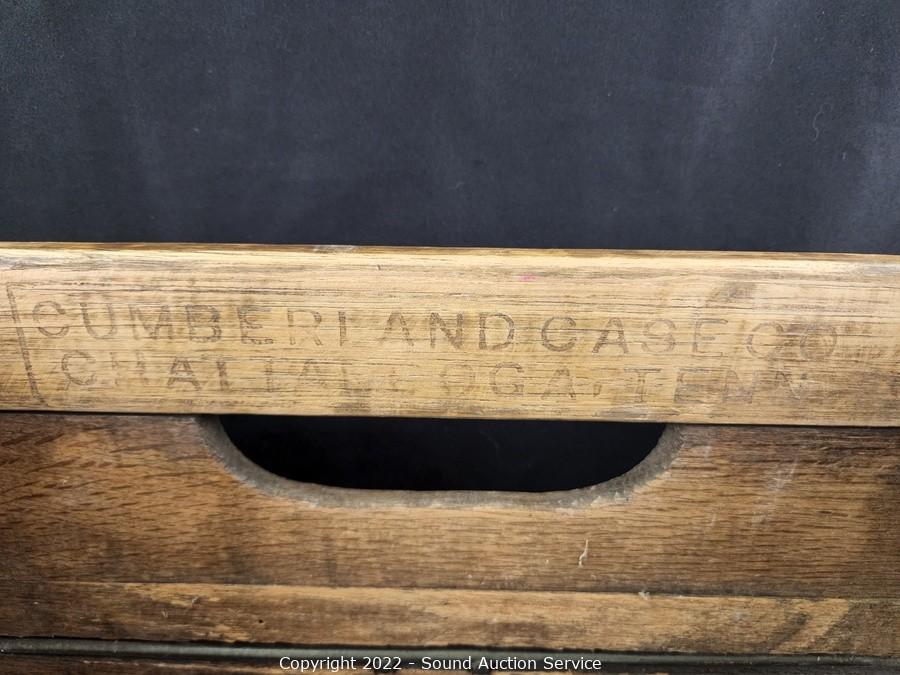 CUMBERLAND CASE CO
CHATTANOOGA, TENN
Copyright 2022 - Sound Auction Service